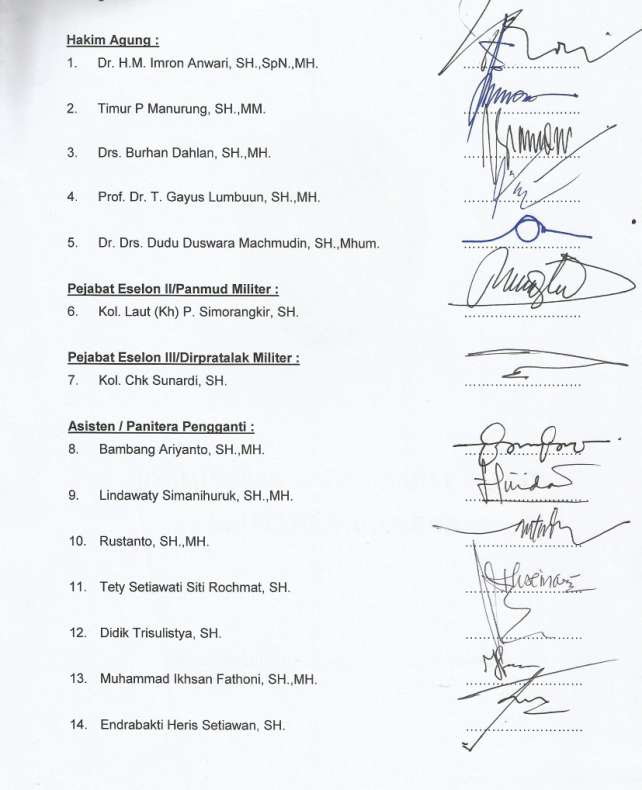 Hakim Agung :
1. Dr. H.M. Imron Anwari, SH.,SpN.,MH.
2. Timur P Manurung, SH.,MM.
3. Drs. Burhan Dahlan, SH.,MH.
4. Prof. Dr. T. Gayus Lumbuun, SH.,MH.
5. Dr. Drs. Dudu Duswara Machmudin, SH.,Mhum.
Pejabat Eselon II/Panmud Militer :
6. Kol. Laut (Kh) P. Simorangkir, SH.
Pejabat Eselon III/Dirpratalak Militer :
7. Kol. Chk Sunardi, SH.
Asisten / Panitera Pengganti :
8. Bambang Ariyanto, SH.,MH.
9. Lindawaty Simanihuruk, SH.,MH.
10. Rustanto, SH.,MH.
11. Tety Setiawati Siti Rochmat, SH.
12. Didik Trisulistya, SH.
13. Muhammad Ikhsan Fathoni, SH.,MH.
14. Endrabakti Heris Setiawan, SH.